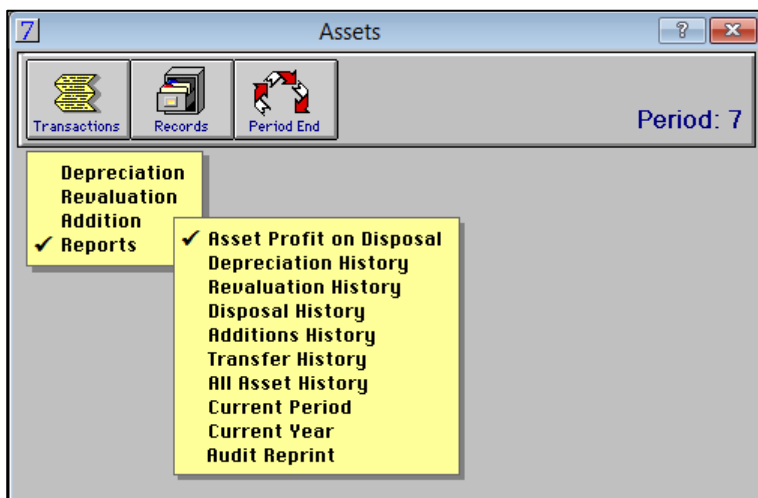 7
Assets
?
Transactions
Records
Period End
Period: 7
Depreciation
Revaluation
Addition
Reports
Asset Profit on Disposal
Depreciation History
Revaluation History
Disposal History
Additions History
Transfer History
All Asset History
Current Period
Current Year
Audit Reprint